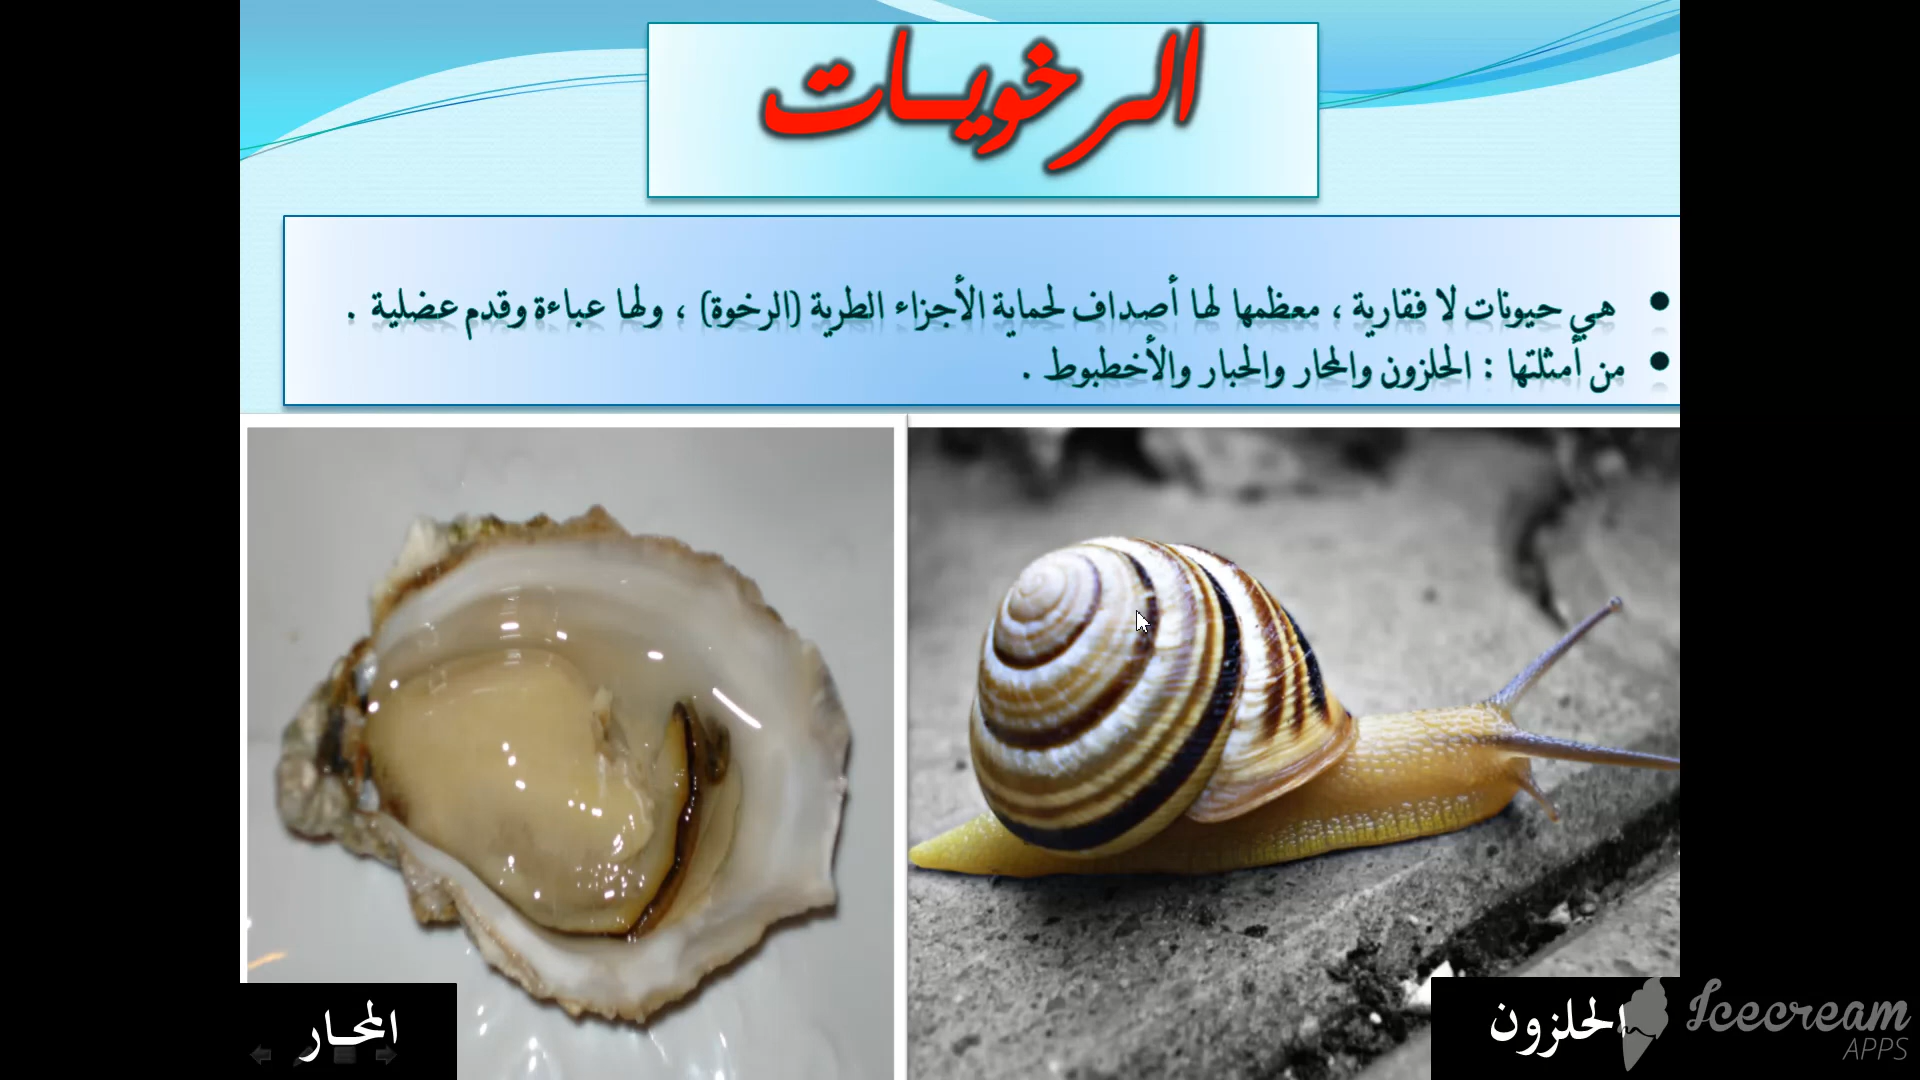 الرخويات
• هي حيونات لا فقارية ، معظمها لها أصداف لحماية الأجزاء الطرية (الرخوة) ، ولها عباءة وقدم عضلية .
• من أمثلتها : الحلزون والمحار والحبار والأخطبوط .
الحلزون
المحار
Icecream
APPS